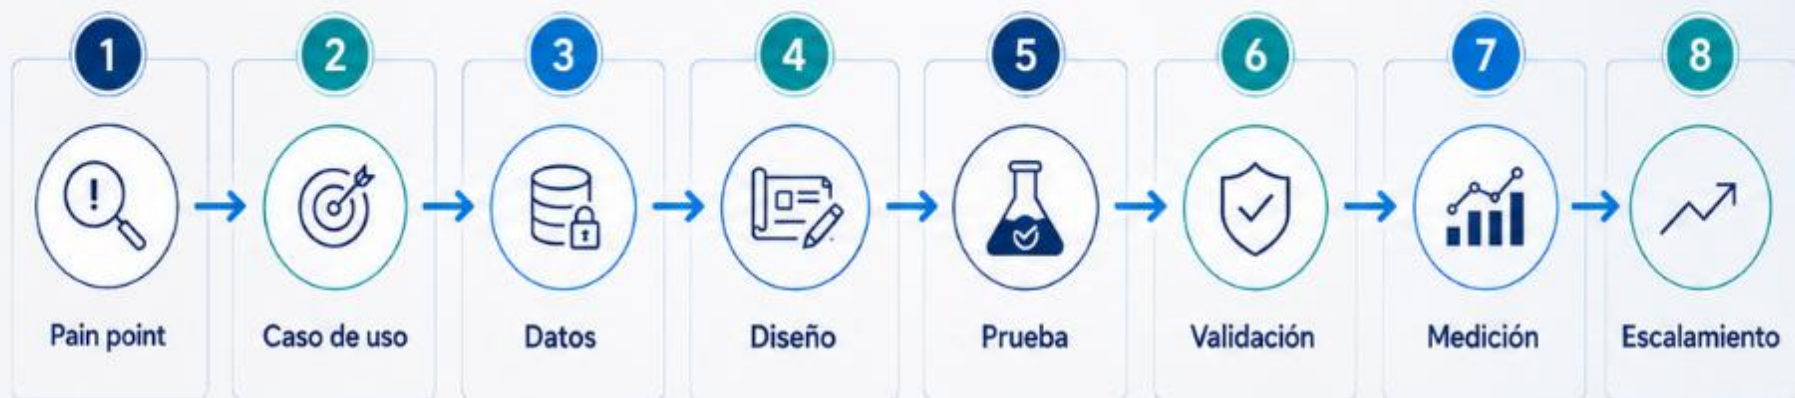 1
2
3
4
5
6
7
8
Pain point
Caso de uso
Datos
Diseño
Prueba
Validación
Medición
Escalamiento